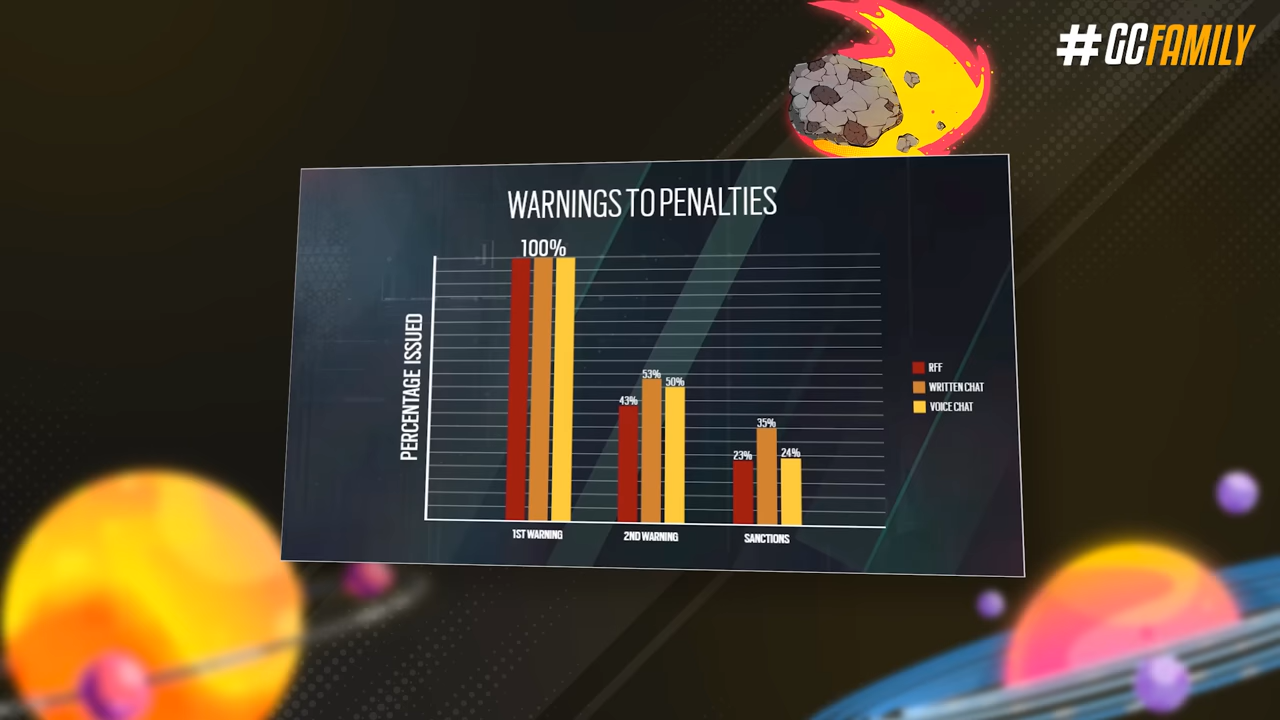 #GCFAMILY
WARNINGS TO PENALTIES
100%
PERCENTAGE ISSUED
53%
50%
43%
35%
23%
24%
RFF
WRITTEN CHAT
VOICE CHAT
1ST WARNING
2ND WARNING
SANCTIONS